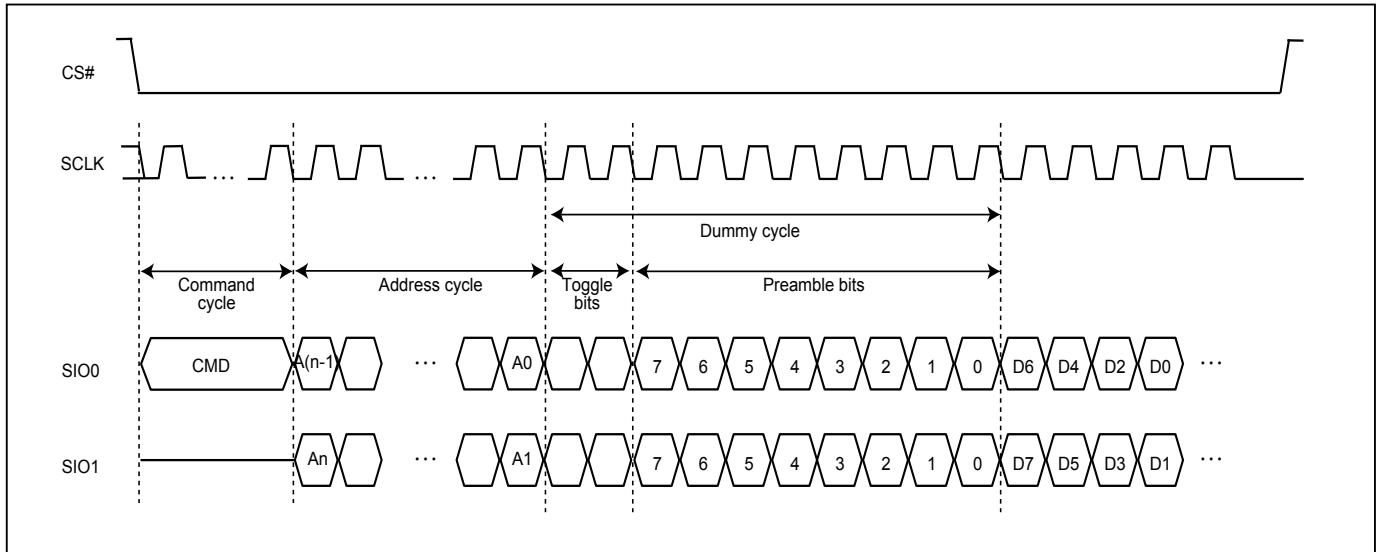 CS#
SCLK
...
...
Dummy cycle
Command
cycle
Address cycle
Toggle
bits
Preamble bits
SIO0
CMD
A(n-1)
...
A0
7
6
5
4
3
2
1
0
D6
D4
D2
D0
...
SIO1
An
...
A1
7
6
5
4
3
2
1
0
D7
D5
D3
D1
...